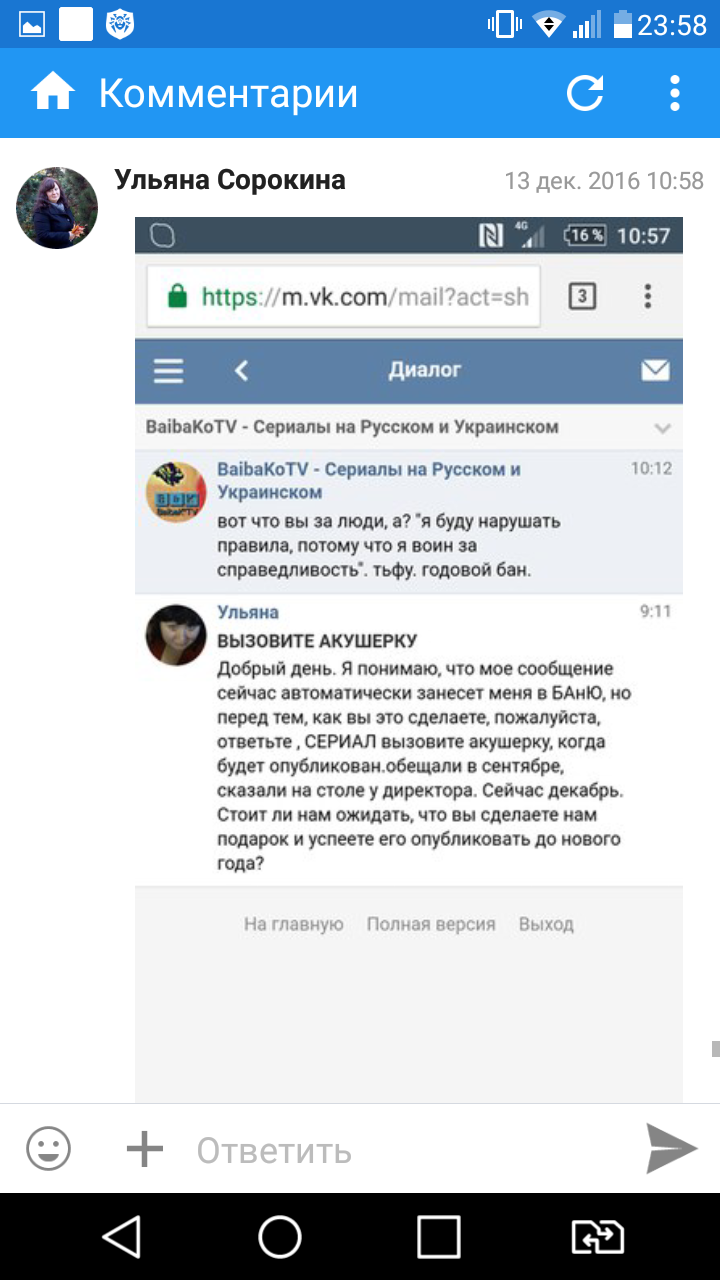 23:58
Комментарии
Ульяна Сорокина
13 дек. 2016 10:58
4G
16 %
10:57
https://m.vk.com/mail?act=sh
3
Диалог
BaibaKoTV - Сериалы на Русском и Украинском
BaibaKoTV - Сериалы на Русском и
Украинском
10:12
вот что вы за люди, а? "я буду нарушать
правила, потому что я воин за
справедливость". тьфу. годовой бан.
Ульяна
9:11
ВЫЗОВИТЕ АКУШЕРКУ
Добрый день. Я понимаю, что мое сообщение
сейчас автоматически занесет меня в БАнЮ, но
перед тем, как вы это сделаете, пожалуйста,
ответьте , СЕРИАЛ вызовите акушерку, когда
будет опубликован.обещали в сентябре,
сказали на столе у директора. Сейчас декабрь.
Стоит ли нам ожидать, что вы сделаете нам
подарок и успеете его опубликовать до нового
года?
На главную Полная версия Выход
Ответить